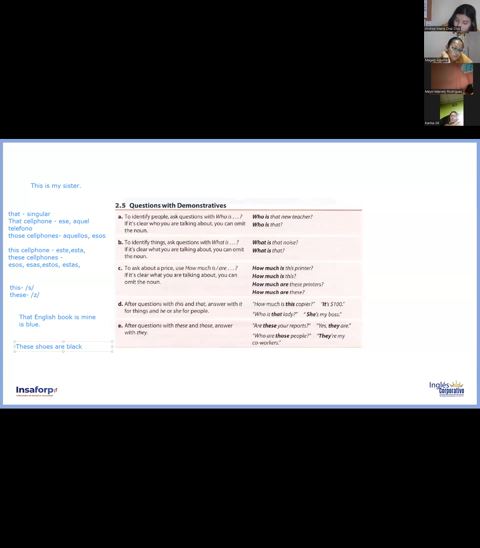 This is my sister.
that - singular
That cellphone - ese, aquel
telefono
those cellphones- aquellos, esos
this cellphone - este,esta,
these cellphones -
esos, esas,estos, estas,
this- /s/
these- /z/
That English book is mine
is blue.
These shoes are black
2.5 Questions with Demonstratives
a. To identify people, ask questions with Who is . . . ?
If it's clear who you are talking about, you can omit
the noun.
Who is that new teacher?
Who is that?
b. To identify things, ask questions with What is . . . ?
If it's clear what you are talking about, you can omit
the noun.
What is that noise?
What is that?
c. To ask about a price, use How much is / are . . . ?
If it's clear what you are talking about, you can
omit the noun.
How much is this printer?
How much is this?
How much are these printers?
How much are these?
d. After questions with this and that, answer with it
for things and he or she for people.
"How much is this copier?" "It's $100."
"Who is that lady?" "She's my boss."
e. After questions with these and those, answer
with they.
"Are these your reports?" "Yes, they are."
"Who are those people?" "They're my
co-workers."
Insaforp
Inglés
Corporativo